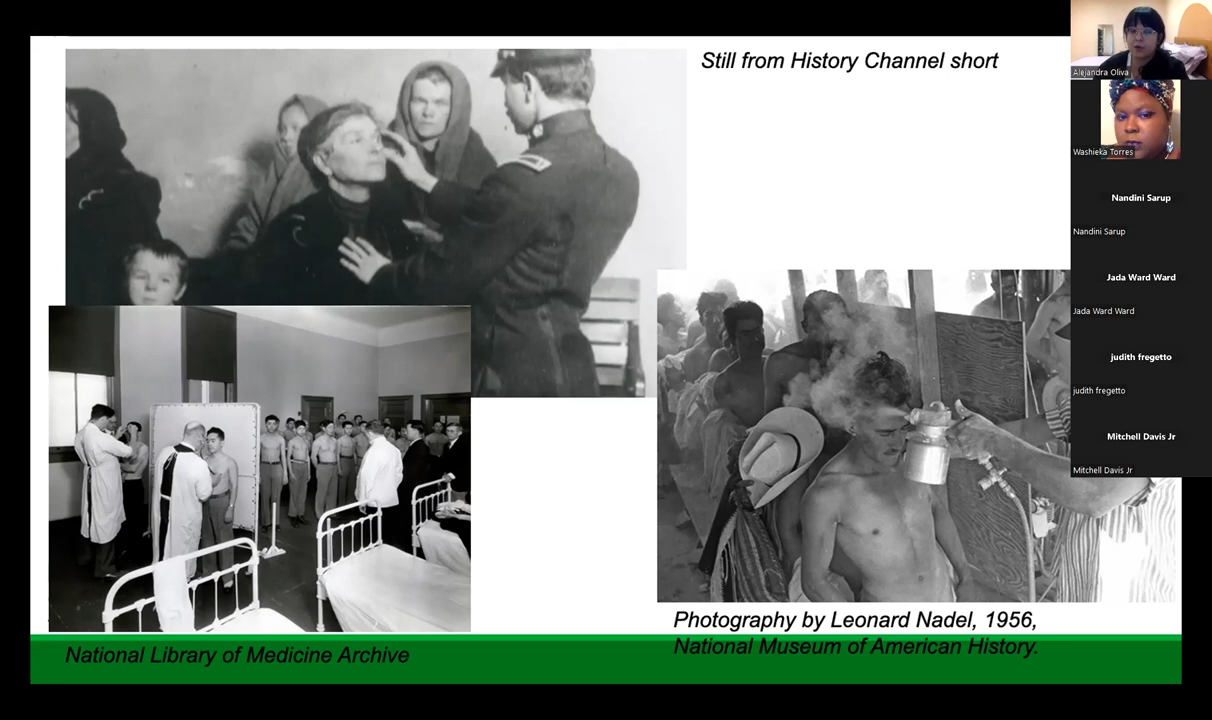 Still from History Channel short
Photography by Leonard Nadel, 1956,
National Museum of American History.
National Library of Medicine Archive
Alejandra Oliva
Washieka Torres
Nandini Sarup
Nandini Sarup
Jada Ward Ward
Jada Ward Ward
judith fregetto
judith fregetto
Mitchell Davis Jr
Mitchell Davis Jr